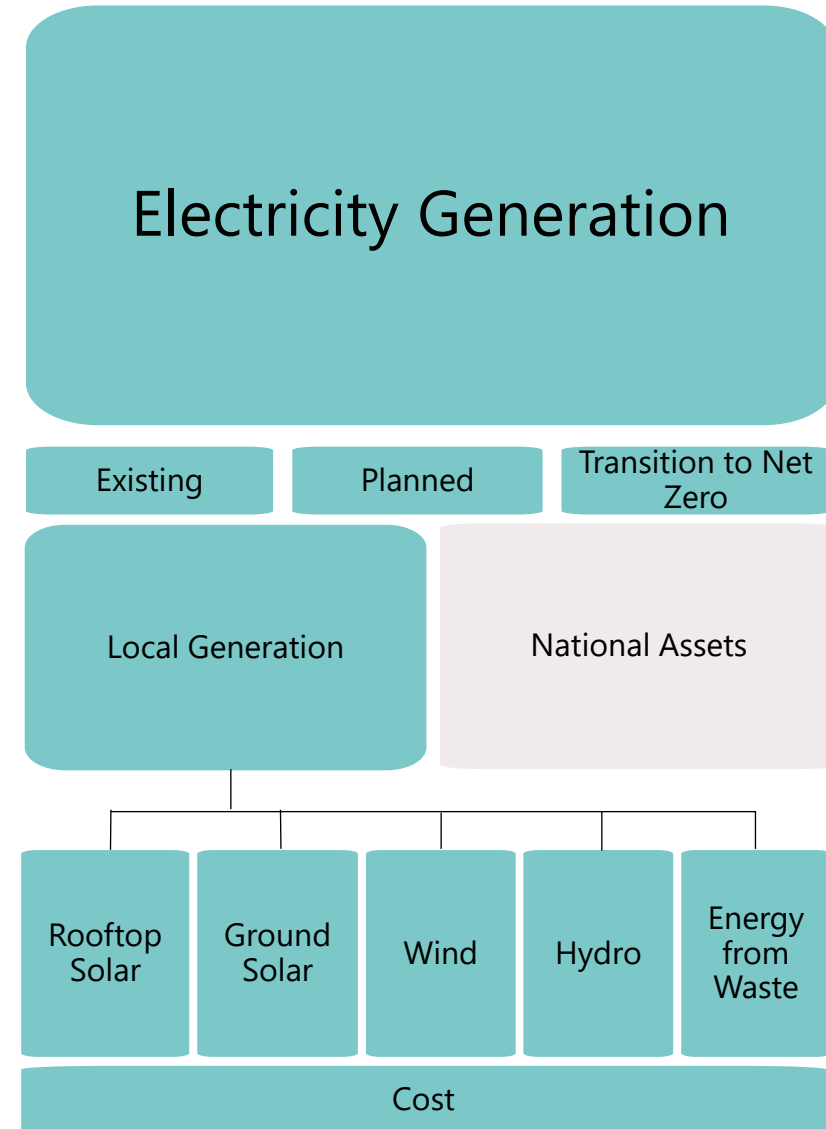 Electricity Generation
Existing
Planned
Transition to Net
Zero
Local Generation
National Assets
Rooftop
Solar
Ground
Solar
Wind
Hydro
Energy
from
Waste
Cost